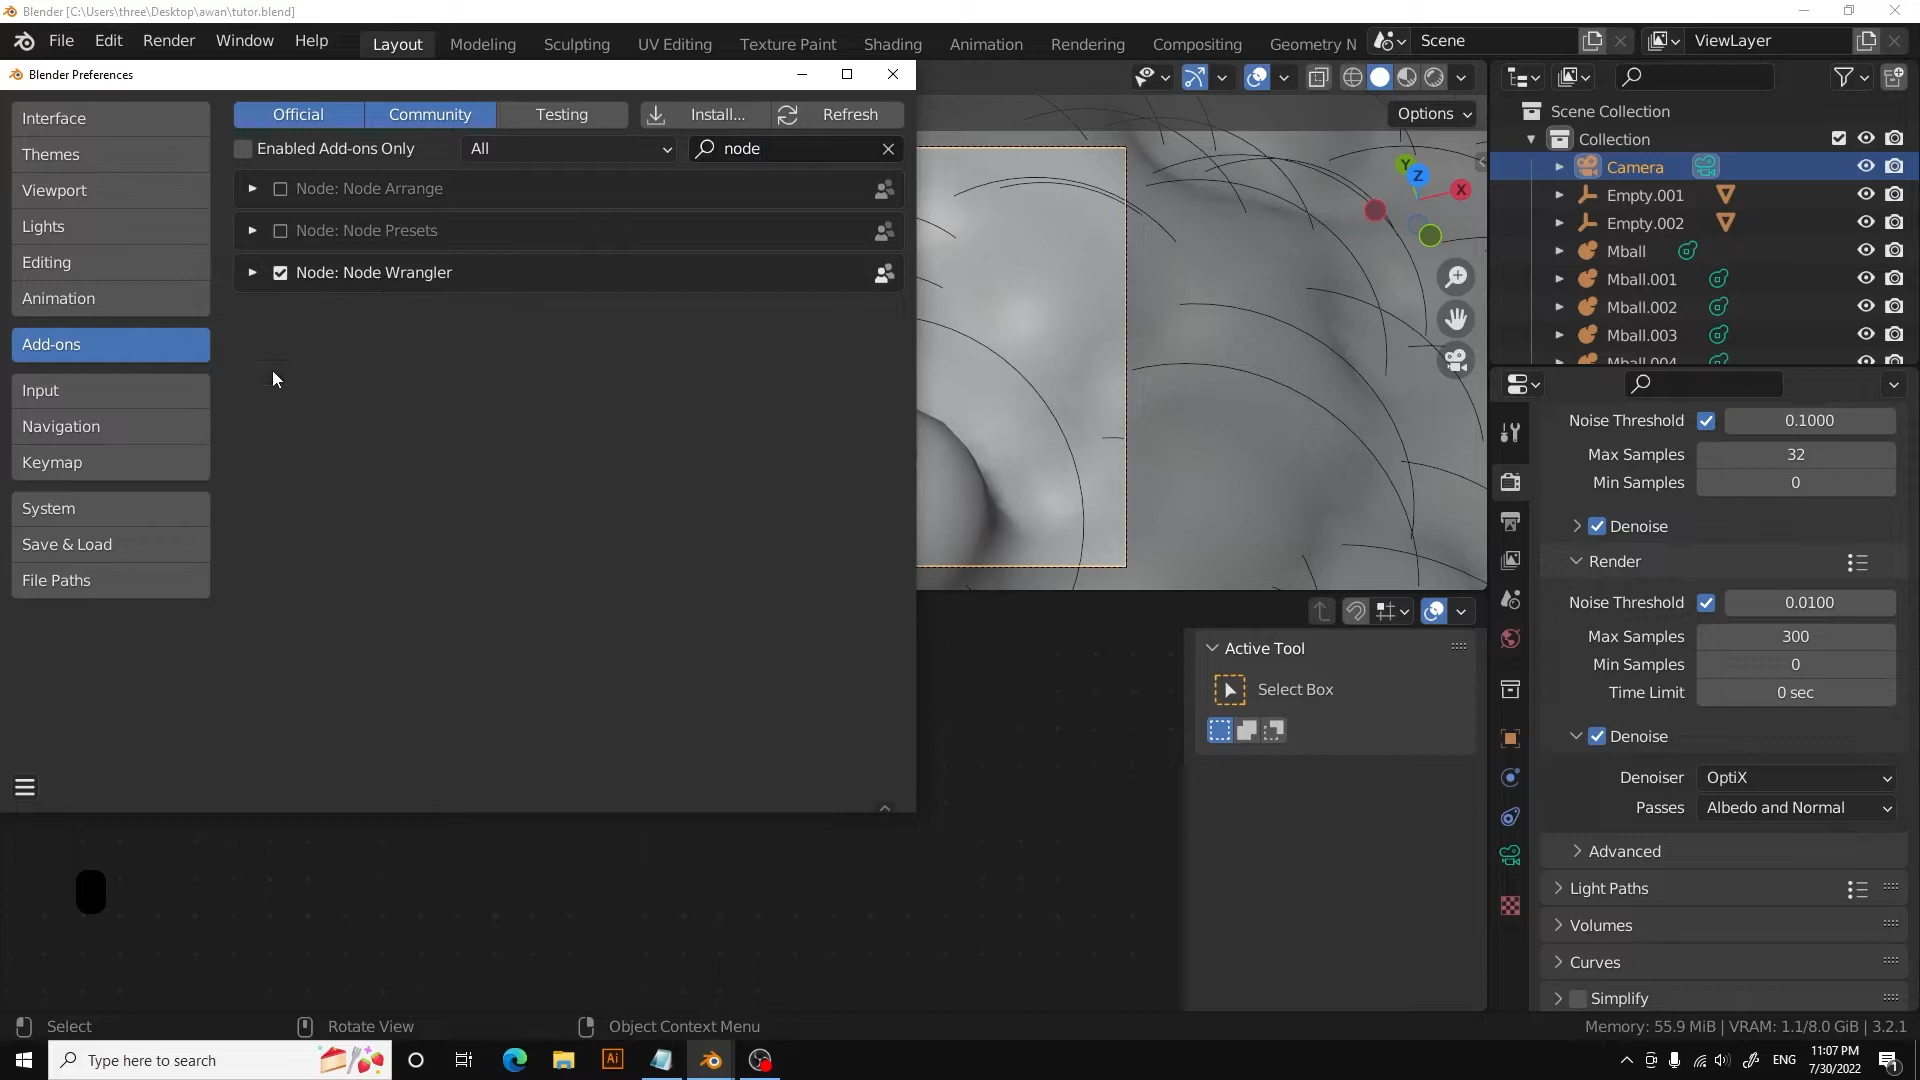 Blender [C:\Users\three\Desktop\awan\tutor.blend]
File Edit Render Window Help Layout Modeling Sculpting UV Editing Texture Paint Shading Animation Rendering Compositing Geometry N Scene ViewLayer
Blender Preferences
Interface
Themes
Viewport
Lights
Editing
Animation
Add-ons
Input
Navigation
Keymap
System
Save & Load
File Paths
Official Community Testing Install... Refresh
Enabled Add-ons Only All node
Node: Node Arrange
Node: Node Presets
Node: Node Wrangler
Options
Y
Z
X
Scene Collection
Collection
Camera
Empty.001
Empty.002
Mball
Mball.001
Mball.002
Mball.003
Mball.004
Noise Threshold 0.1000
Max Samples 32
Min Samples 0
Denoise
Render
Noise Threshold 0.0100
Max Samples 300
Min Samples 0
Time Limit 0 sec
Denoise
Denoiser OptiX
Passes Albedo and Normal
Advanced
Light Paths
Volumes
Curves
Simplify
Active Tool
Select Box
Select Rotate View Object Context Menu Memory: 55.9 MiB | VRAM: 1.1/8.0 GiB | 3.2.1
Type here to search Ai ENG 11:07 PM
7/30/2022
1